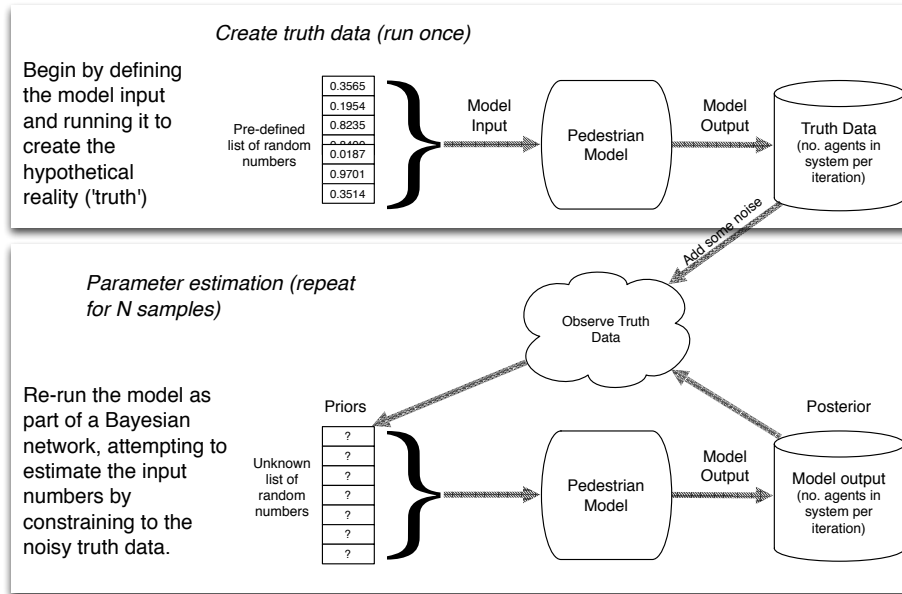 Create truth data (run once)
Begin by defining
the model input
and running it to
create the
hypothetical
reality ('truth')
Pre-defined
list of random
numbers
0.3565
0.1954
0.8235
0.0187
0.9701
0.3514
Model
Input
Pedestrian
Model
Model
Output
Truth Data
(no. agents in
system per
iteration)
Add some noise
Parameter estimation (repeat
for N samples)
Observe Truth
Data
Re-run the model as
part of a Bayesian
network, attempting to
estimate the input
numbers by
constraining to the
noisy truth data.
Priors
Unknown
list of
random
numbers
?
?
?
?
?
?
?
Pedestrian
Model
Model
Output
Posterior
Model output
(no. agents in
system per
iteration)